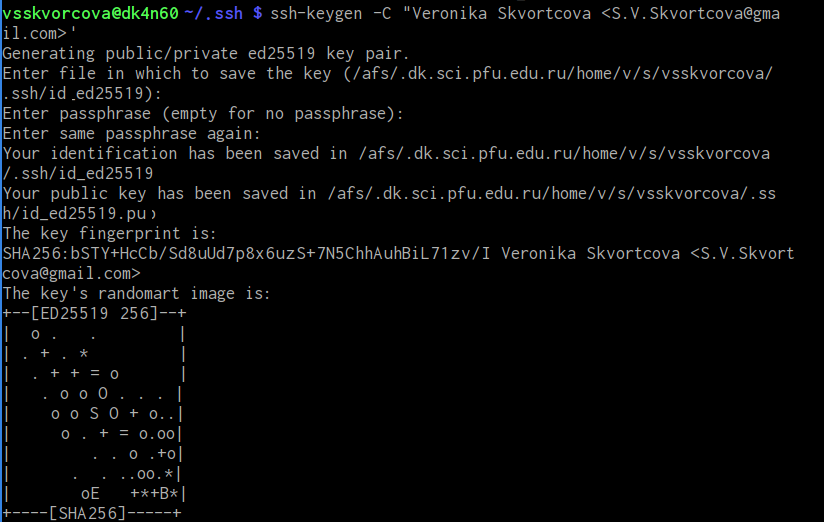 vsskvorcova@dk4n60 ~/.ssh $ ssh-keygen -C "Veronika Skvortcova <S.V.Skvortcova@gma
il.com>'
Generating public/private ed25519 key pair.
Enter file in which to save the key (/afs/.dk.sci.pfu.edu.ru/home/v/s/vsskvorcova/
.ssh/id_ed25519):
Enter passphrase (empty for no passphrase):
Enter same passphrase again:
Your identification has been saved in /afs/.dk.sci.pfu.edu.ru/home/v/s/vsskvorcova
/.ssh/id_ed25519
Your public key has been saved in /afs/.dk.sci.pfu.edu.ru/home/v/s/vsskvorcova/.ss
h/id_ed25519.pub
The key fingerprint is:
SHA256:bSTY+HcCb/Sd8uUd7p8x6uzS+7N5ChhAuhBiL71zv/I Veronika Skvortcova <S.V.Skvort
cova@gmail.com>
The key's randomart image is:
+--[ED25519 256]--+
|  o .   .        |
| . + . *         |
|  . + + = o      |
|   . o o O . . . |
|    o o S O + o..|
|     o . + = o.oo|
|        . . o .+o|
|      .  . ..oo.*|
|       oE   +*+B*|
+----[SHA256]-----+